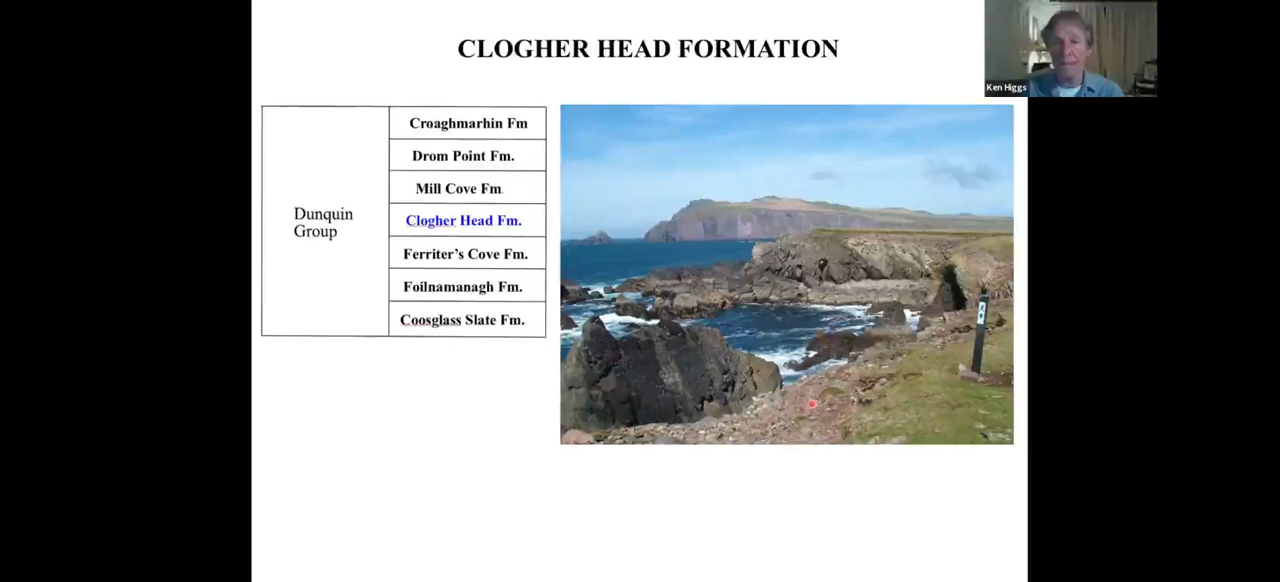 CLOGHER HEAD FORMATION
Ken Higgs
Dunquin
Group
Croaghmarhin Fm
Drom Point Fm.
Mill Cove Fm.
Clogher Head Fm.
Ferriter's Cove Fm.
Foilnamanagh Fm.
Coosglass Slate Fm.